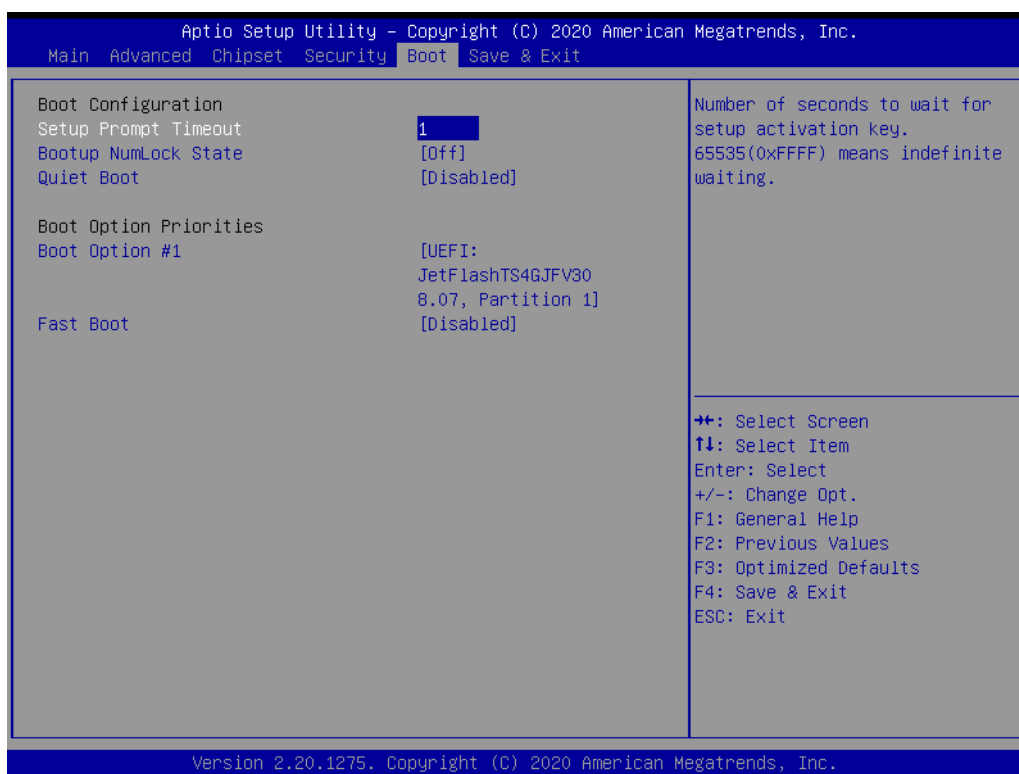 Aptio Setup Utility – Copyright (C) 2020 American Megatrends, Inc.
Main Advanced Chipset Security Boot Save & Exit
Boot Configuration
Setup Prompt Timeout 1
Bootup NumLock State [Off]
Quiet Boot [Disabled]
Boot Option Priorities
Boot Option #1 [UEFI:
JetFlashTS4GJFV30
8.07, Partition 1]
Fast Boot [Disabled]
Number of seconds to wait for
setup activation key.
65535(0xFFFF) means indefinite
waiting.
→←: Select Screen
↑↓: Select Item
Enter: Select
+/-: Change Opt.
F1: General Help
F2: Previous Values
F3: Optimized Defaults
F4: Save & Exit
ESC: Exit
Version 2.20.1275. Copyright (C) 2020 American Megatrends, Inc.